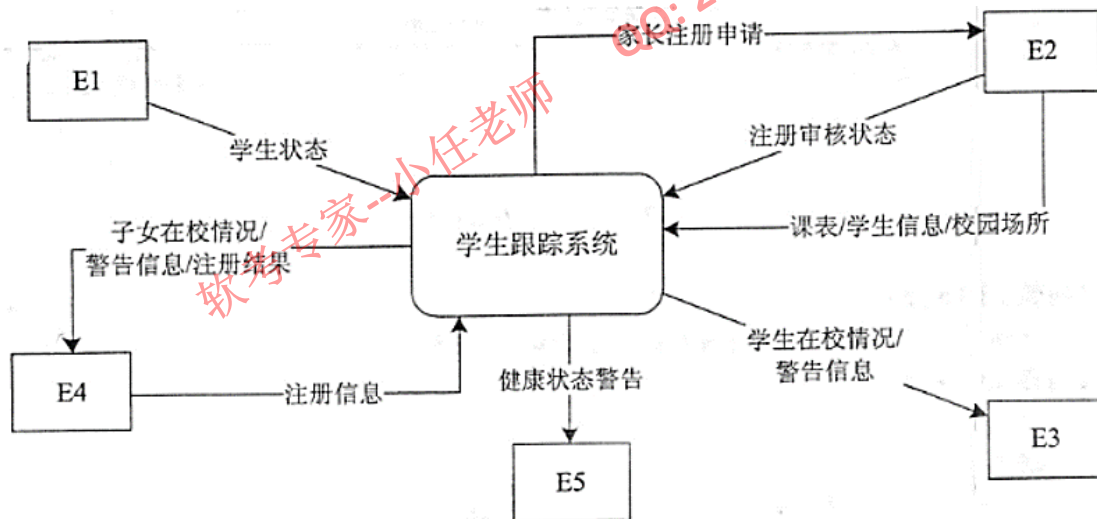 家长注册申请
QQ: 2
E1
E2
学生状态
注册审核状态
软考专家--小任老师
子女在校情况/
警告信息/注册结果
学生跟踪系统
课表/学生信息/校园场所
学生在校情况/
警告信息
E4
注册信息
健康状态警告
E3
E5